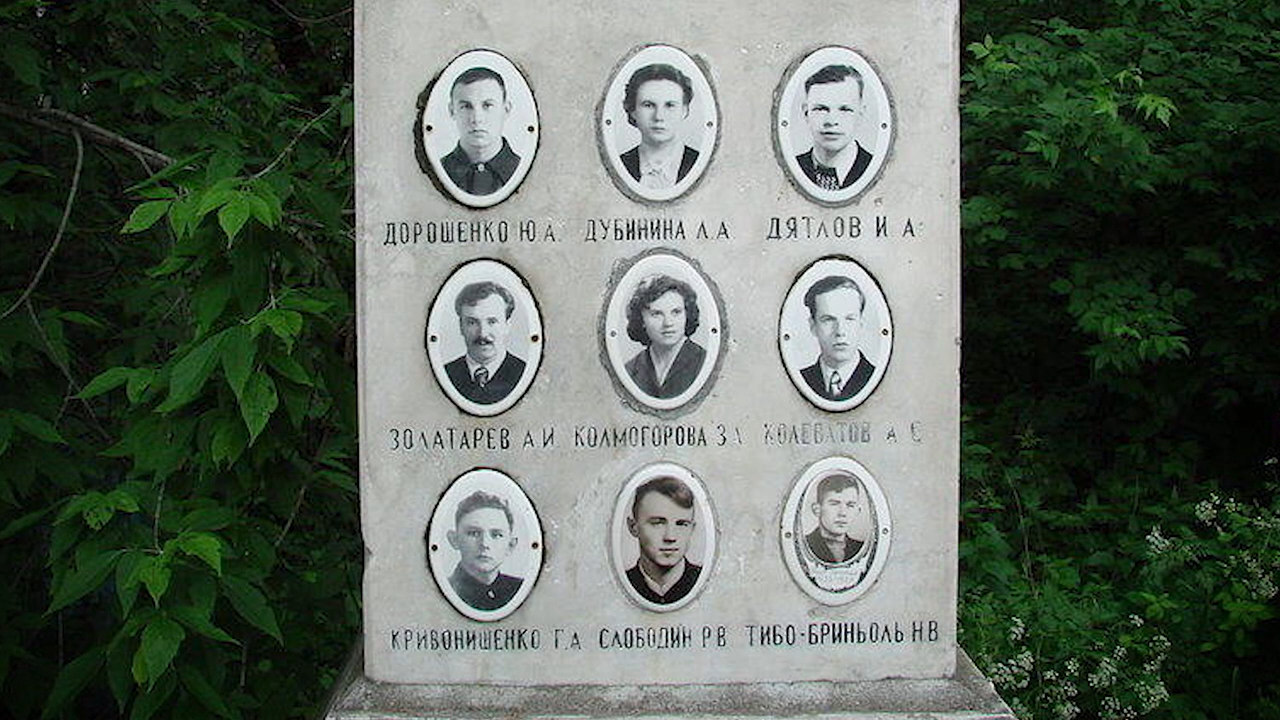 ДОРОШЕНКО Ю.А. ДУБИНИНА Л.А ДЯТЛОВ И А.
ЗОЛАТАРЕВ А И КОЛМОГОРОВА З А КОЛЕВАТОВ А С
КРИВОНИШЕНКО Г.А СЛОБОДИН Р В ТИБО-БРИНЬОЛЬ Н В